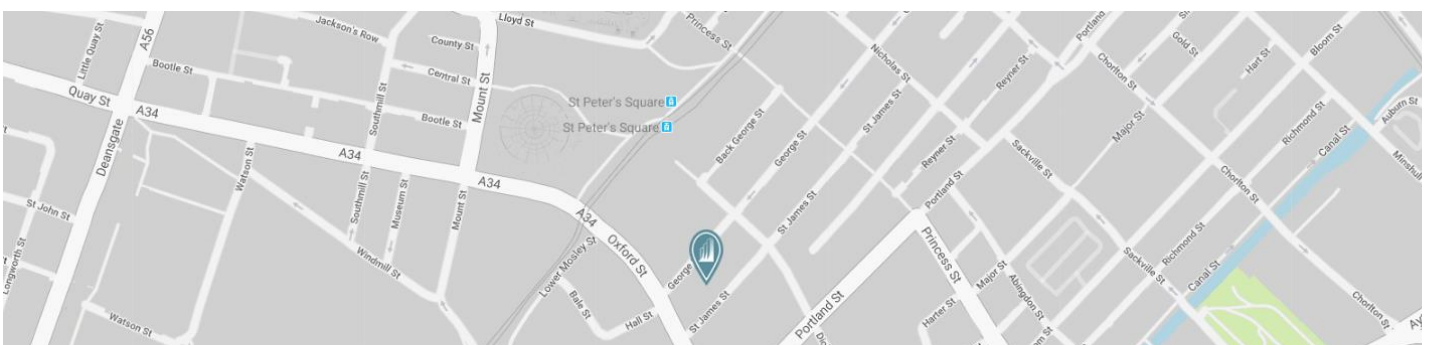 Lloyd St
Jackson's Row
Princess St
Portland St
A56
Little Quay St
County St
Nicholas St
Gold St
Bloom St
Hart St
Bootle St
Central St
Reyner St
Chorlton St
Quay St
A34
Mount St
St Peter's Square
St Peter's Square
Southmill St
Bootle St
Back George St
George St
St James St
Major St
Richmond St
Canal St
Auburn St
Minshull
Deansgate
A34
Watson St
A34
Reyner St
Sackville St
Chorlton St
St John St
Southmill St
Museum St
Mount St
A34
Oxford St
St James St
Portland St
Princess St
Longworth St
Windmill St
Lower Mosley St
George
Richmond St
Sackville St
Canal St
Major St
Abingdon St
Bale St
Hall St
St James St
Portland St
Harter St
Chorlton St
Watson St